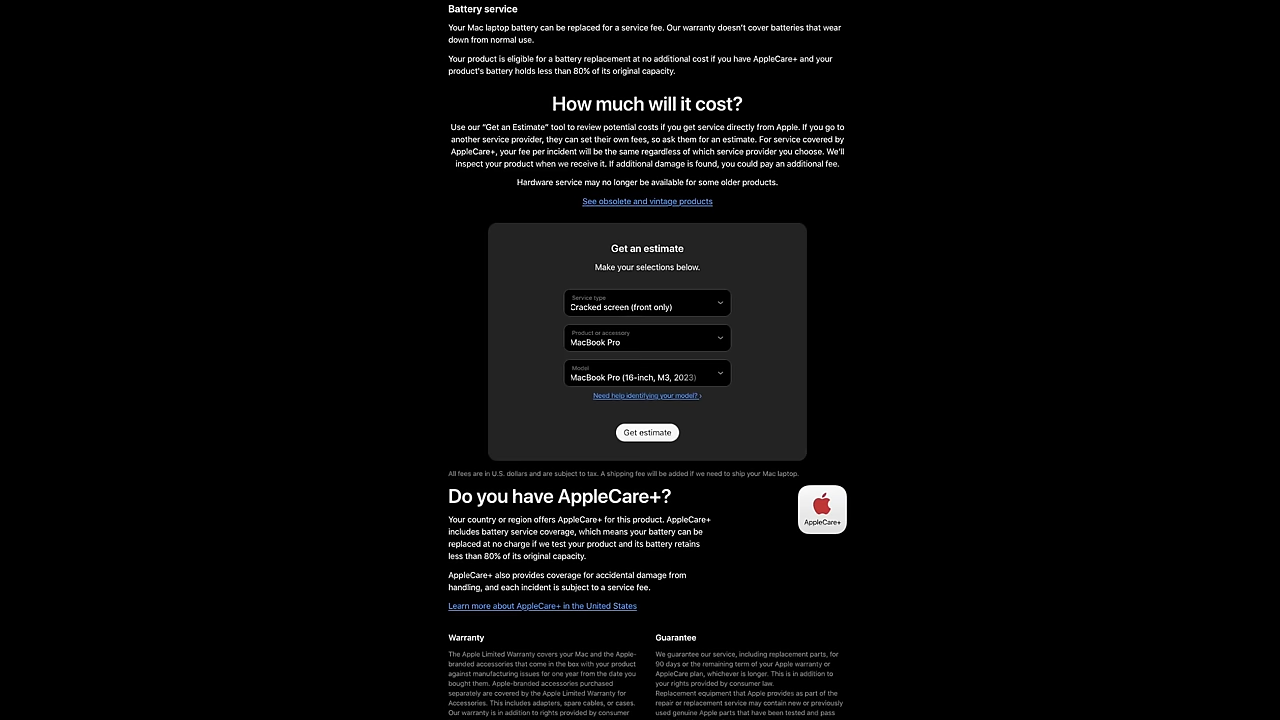 Battery service
Your Mac laptop battery can be replaced for a service fee. Our warranty doesn't cover batteries that wear
down from normal use.
Your product is eligible for a battery replacement at no additional cost if you have AppleCare+ and your
product's battery holds less than 80% of its original capacity.
How much will it cost?
Use our “Get an Estimate” tool to review potential costs if you get service directly from Apple. If you go to
another service provider, they can set their own fees, so ask them for an estimate. For service covered by
AppleCare+, your fee per incident will be the same regardless of which service provider you choose. We'll
inspect your product when we receive it. If additional damage is found, you could pay an additional fee.
Hardware service may no longer be available for some older products.
See obsolete and vintage products
Get an estimate
Make your selections below.
Service type
Cracked screen (front only)
Product or accessory
MacBook Pro
Model
MacBook Pro (16-inch, M3, 2023)
Need help identifying your model? ›
Get estimate
All fees are in U.S. dollars and are subject to tax. A shipping fee will be added if we need to ship your Mac laptop.
Do you have AppleCare+?
AppleCare+
Your country or region offers AppleCare+ for this product. AppleCare+
includes battery service coverage, which means your battery can be
replaced at no charge if we test your product and its battery retains
less than 80% of its original capacity.
AppleCare+ also provides coverage for accidental damage from
handling, and each incident is subject to a service fee.
Learn more about AppleCare+ in the United States
Warranty
The Apple Limited Warranty covers your Mac and the Apple-
branded accessories that come in the box with your product
against manufacturing issues for one year from the date you
bought them. Apple-branded accessories purchased
separately are covered by the Apple Limited Warranty for
Accessories. This includes adapters, spare cables, or cases.
Our warranty is in addition to rights provided by consumer
Guarantee
We guarantee our service, including replacement parts, for
90 days or the remaining term of your Apple warranty or
AppleCare plan, whichever is longer. This is in addition to
your rights provided by consumer law.
Replacement equipment that Apple provides as part of the
repair or replacement service may contain new or previously
used genuine Apple parts that have been tested and pass